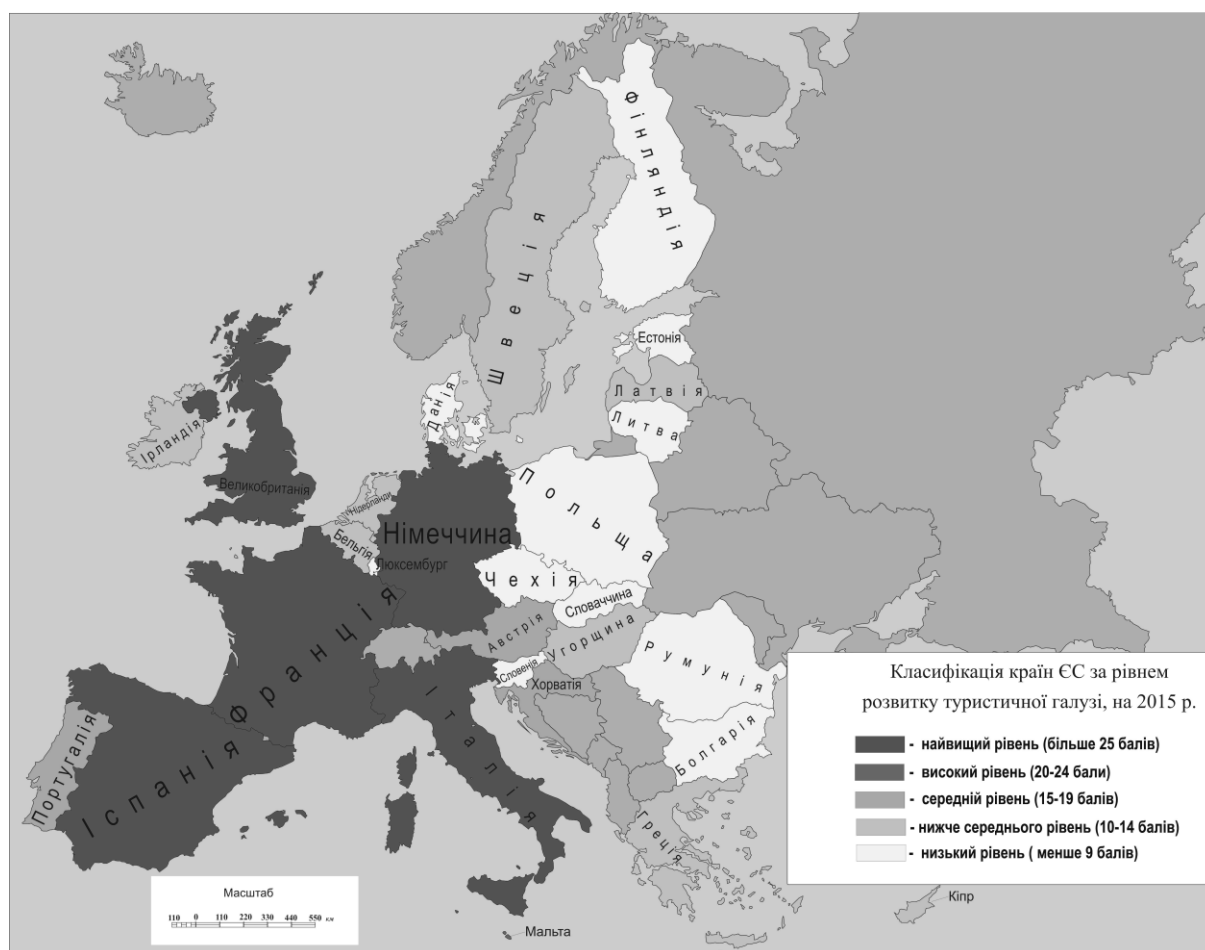 Фінляндія
Швеція
Естонія
Латвія
Литва
Данія
Ірландія
Великобританія
Нідерланди
Польща
Німеччина
Бельгія
Люксембург
Чехія
Словаччина
Австрія
Угорщина
Франція
Словенія
Румунія
Хорватія
Італія
Болгарія
Іспанія
Португалія
Греція
Мальта
Кіпр
Класифікація країн ЄС за рівнем
розвитку туристичної галузі, на 2015 р.
- найвищий рівень (більше 25 балів)
- високий рівень (20-24 бали)
- середній рівень (15-19 балів)
- нижче середнього рівень (10-14 балів)
- низький рівень ( менше 9 балів)
Масштаб
110 0 110 220 330 440 550 км